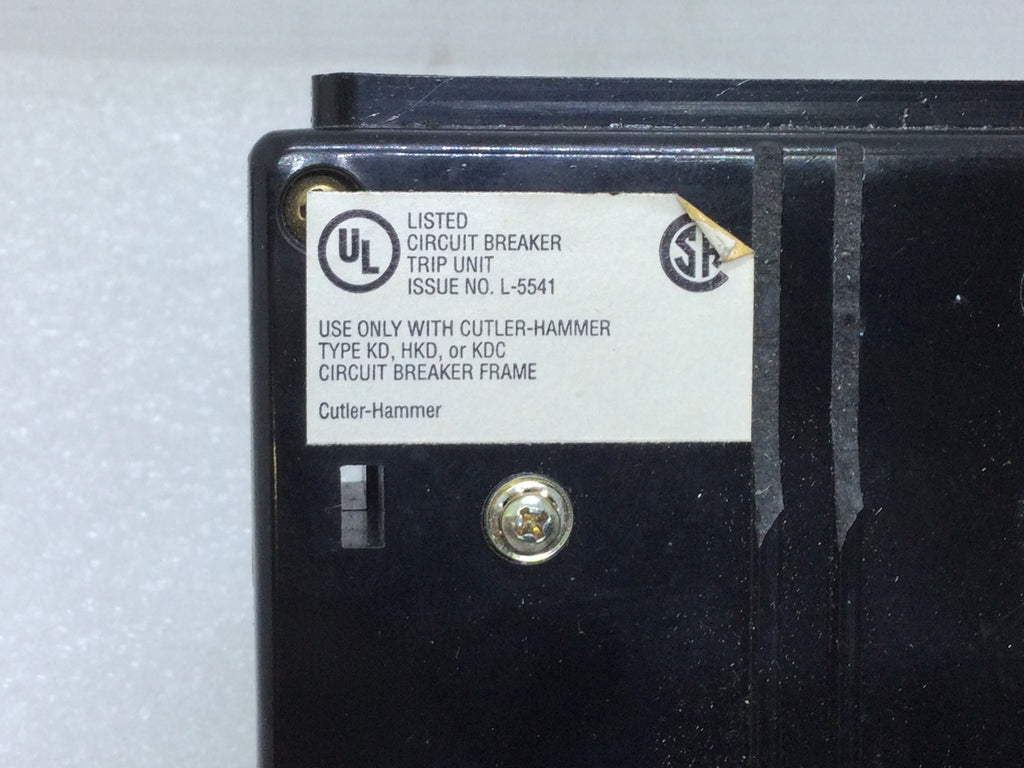 UL
LISTED
CIRCUIT BREAKER
TRIP UNIT
ISSUE NO. L-5541
USE ONLY WITH CUTLER-HAMMER
TYPE KD, HKD, or KDC
CIRCUIT BREAKER FRAME
Cutler-Hammer